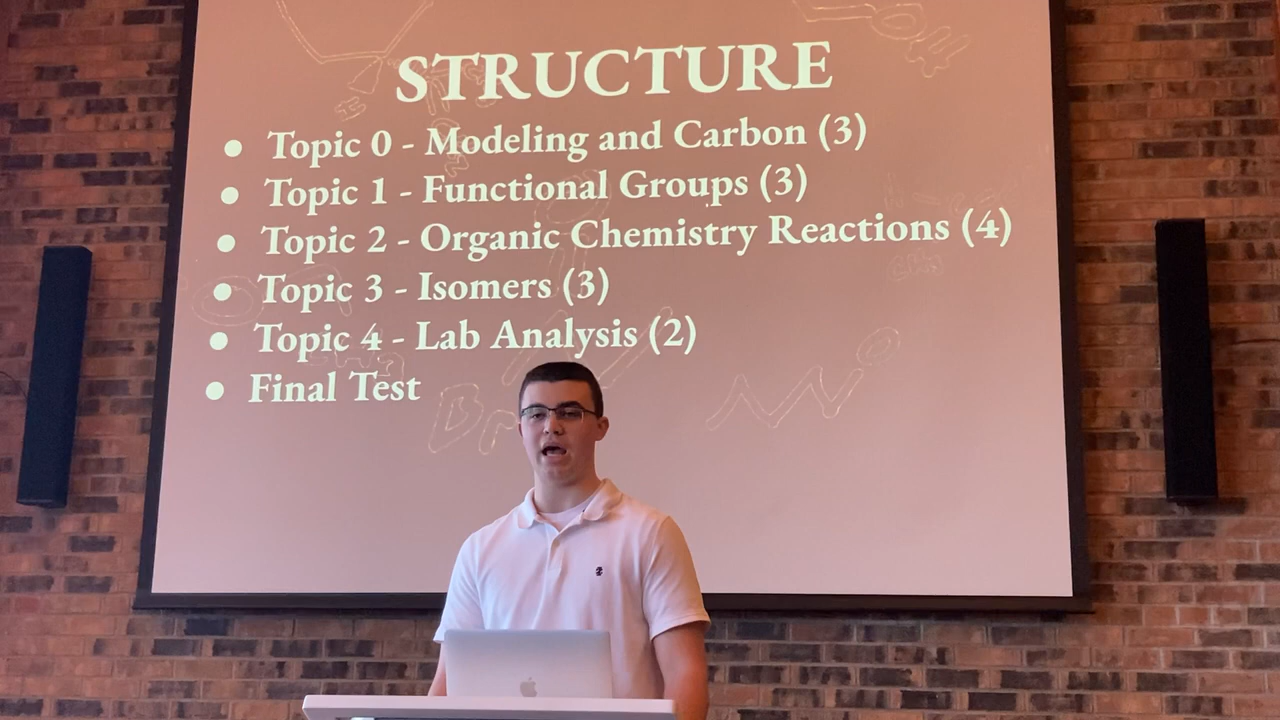 STRUCTURE
● Topic 0 - Modeling and Carbon (3)
● Topic 1 - Functional Groups (3)
● Topic 2 - Organic Chemistry Reactions (4)
● Topic 3 - Isomers (3)
● Topic 4 - Lab Analysis (2)
● Final Test
Br